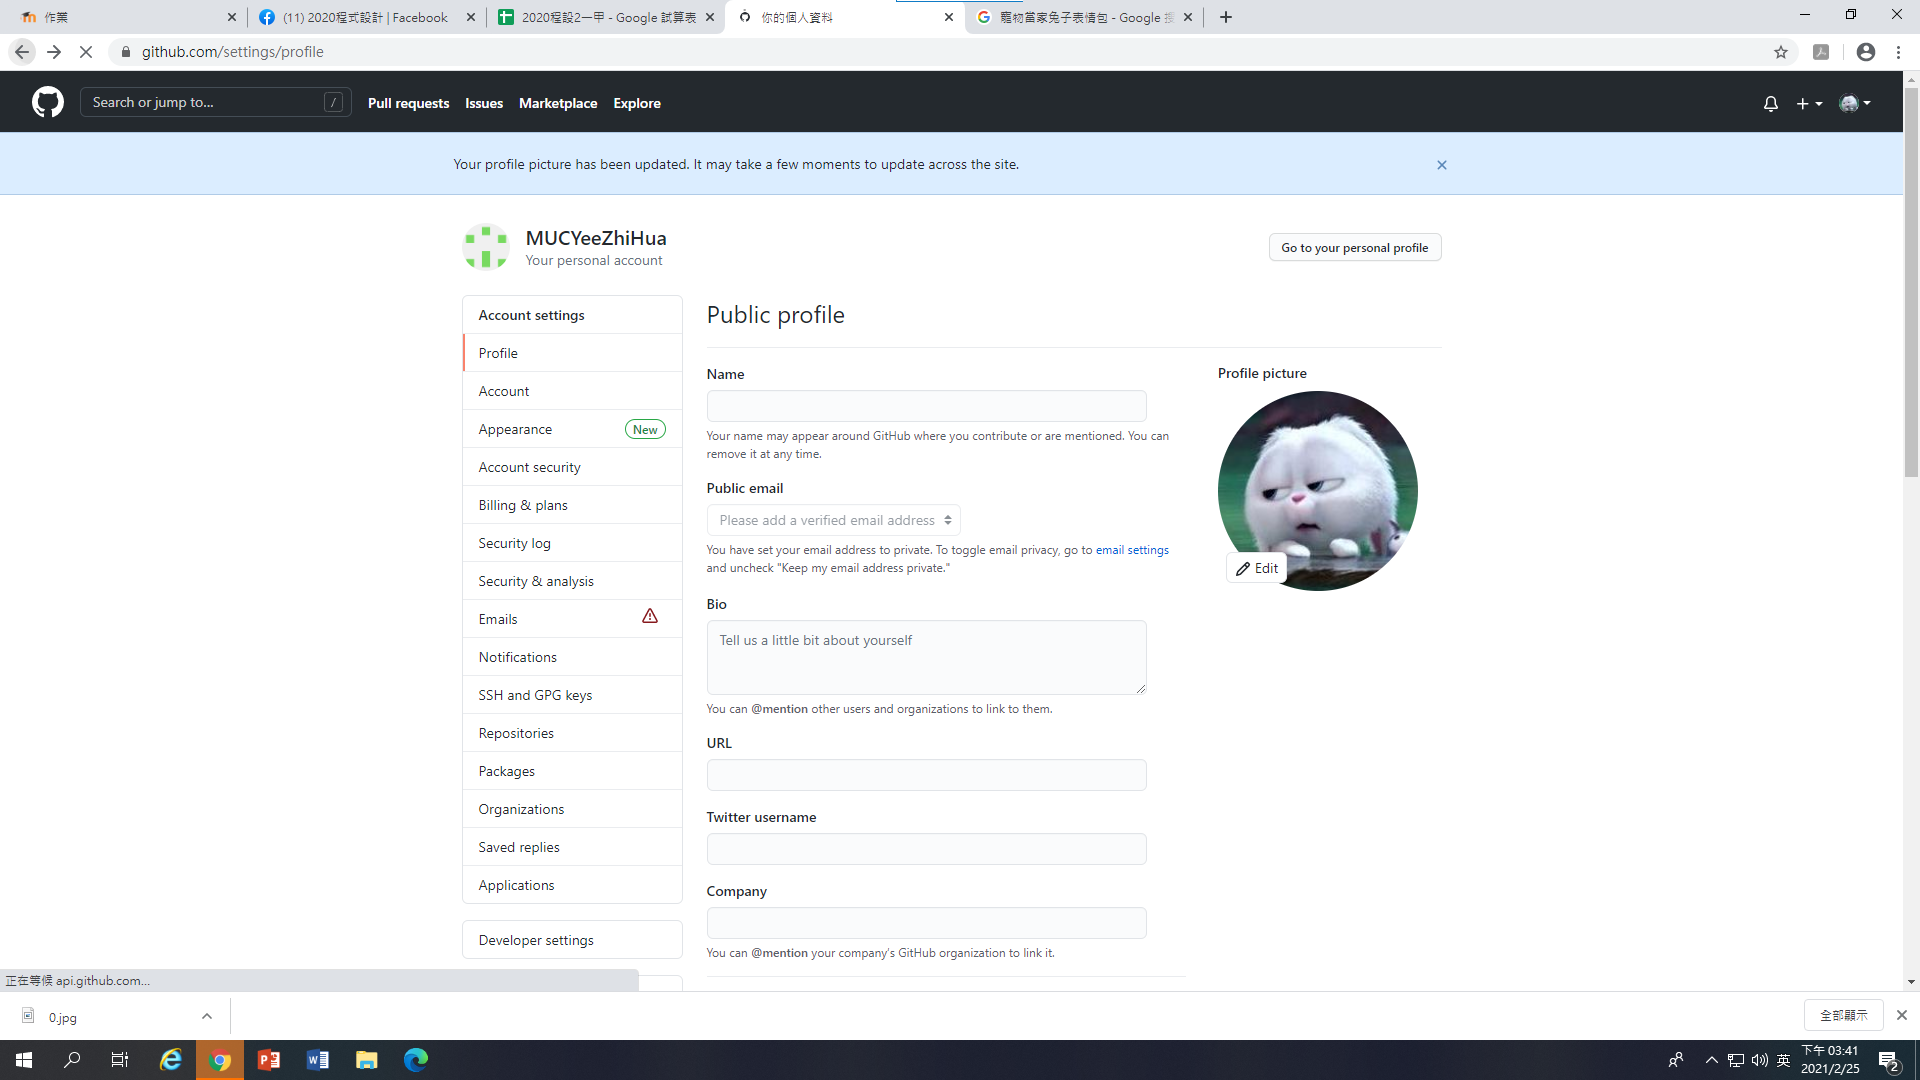 作業
(11) 2020程式設計 | Facebook
2020程設2一甲 - Google 試算表
你的個人資料
寵物當家兔子表情包 - Google 搜
github.com/settings/profile
Search or jump to...
/
Pull requests
Issues
Marketplace
Explore
Your profile picture has been updated. It may take a few moments to update across the site.
MUCYeeZhiHua
Your personal account
Go to your personal profile
Account settings
Profile
Account
Appearance
New
Account security
Billing & plans
Security log
Security & analysis
Emails
Notifications
SSH and GPG keys
Repositories
Packages
Organizations
Saved replies
Applications
Developer settings
Public profile
Name
Your name may appear around GitHub where you contribute or are mentioned. You can
remove it at any time.
Public email
Please add a verified email address
You have set your email address to private. To toggle email privacy, go to email settings
and uncheck "Keep my email address private."
Bio
Tell us a little bit about yourself
You can @mention other users and organizations to link to them.
URL
Twitter username
Company
You can @mention your company's GitHub organization to link it.
Profile picture
Edit
正在等候 api.github.com...
0.jpg
全部顯示
英
下午 03:41
2021/2/25
2